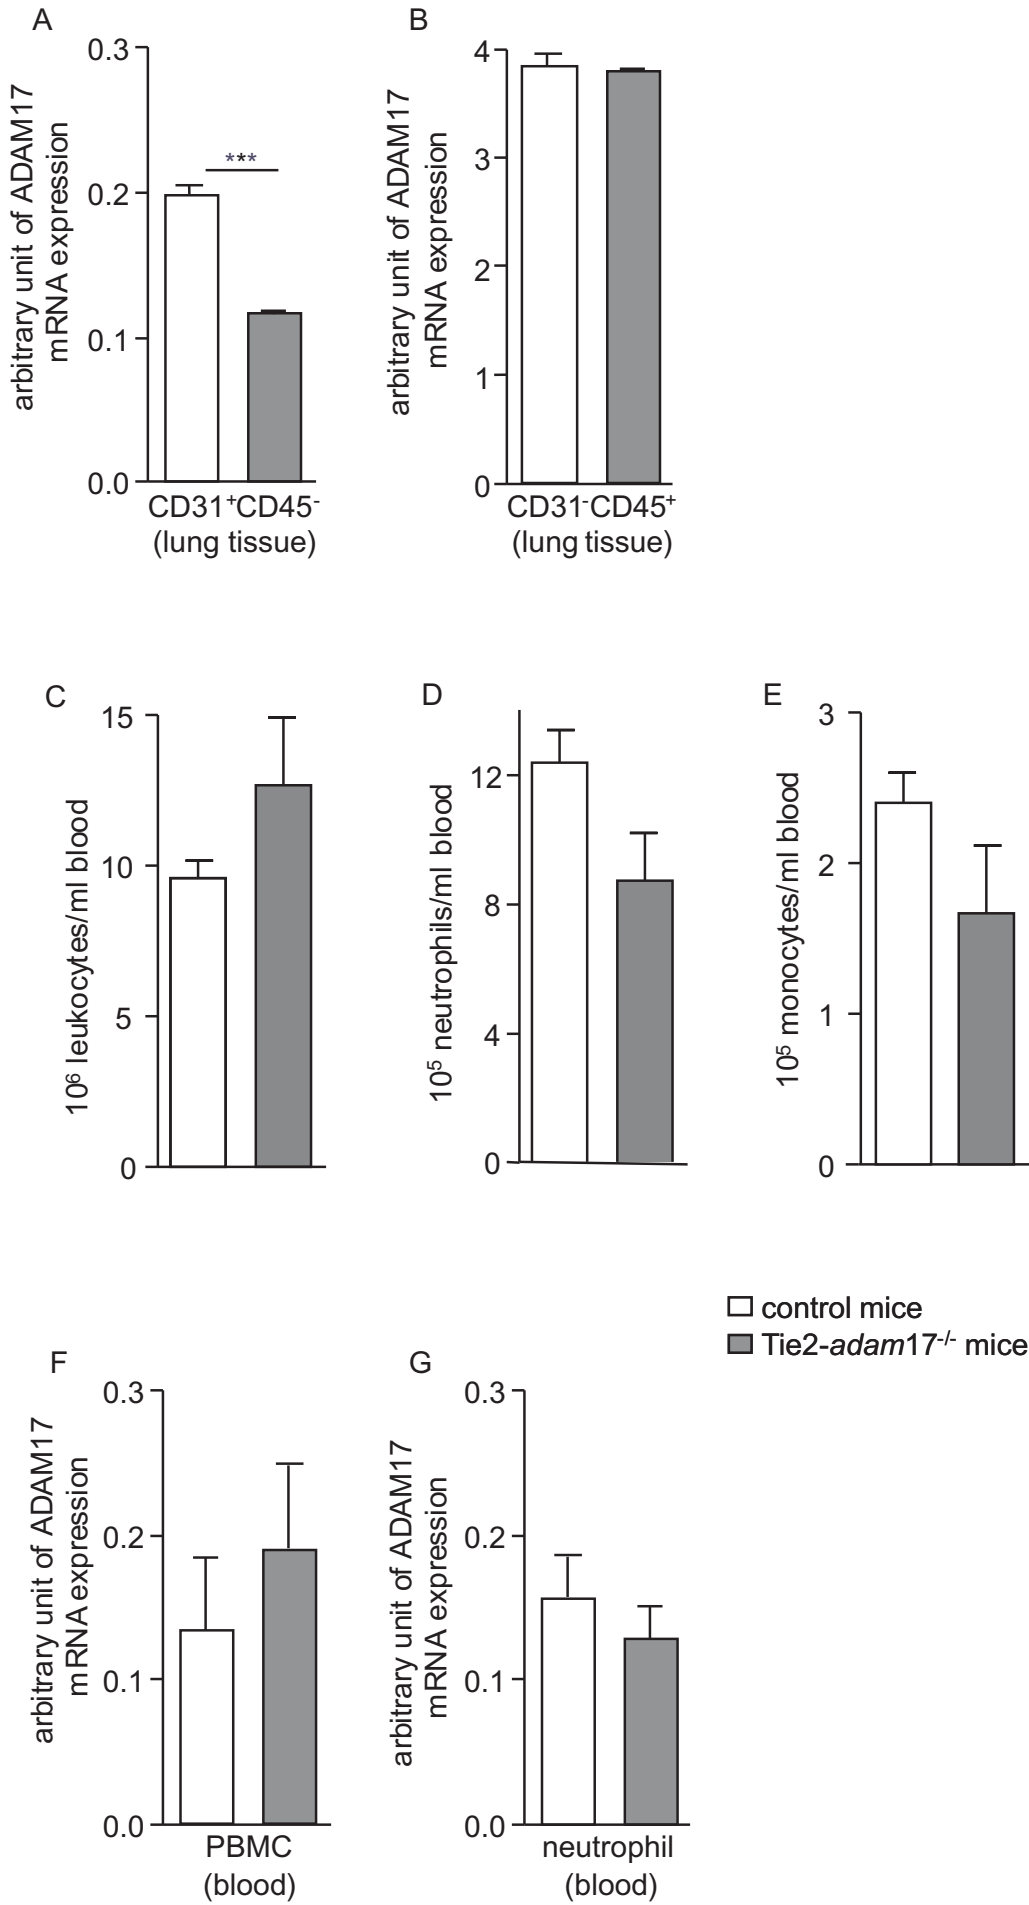 A
arbitrary unit of ADAM17
mRNA expression
0.3
0.2
0.1
0.0
***
CD31⁺CD45⁻
(lung tissue)
B
arbitrary unit of ADAM17
mRNA expression
4
3
2
1
0
CD31⁻CD45⁺
(lung tissue)
C
10⁶ leukocytes/ml blood
15
10
5
0
D
10⁵ neutrophils/ml blood
12
8
4
0
E
10⁵ monocytes/ml blood
3
2
1
0
control mice
Tie2-adam17⁻/⁻ mice
F
arbitrary unit of ADAM17
mRNA expression
0.3
0.2
0.1
0.0
PBMC
(blood)
G
arbitrary unit of ADAM17
mRNA expression
0.3
0.2
0.1
0.0
neutrophil
(blood)